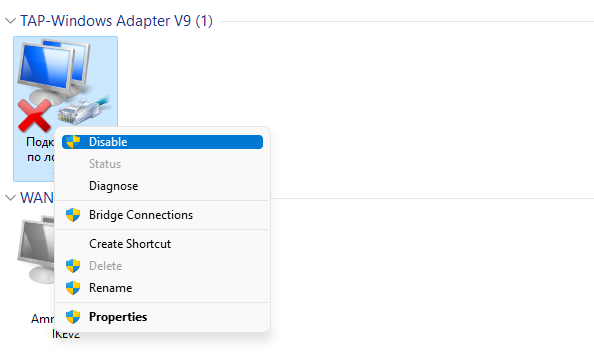 TAP-Windows Adapter V9 (1)
Подк
по ло
Disable
Status
Diagnose
Bridge Connections
Create Shortcut
Delete
Rename
Properties
WAN
Amm
IKEv2